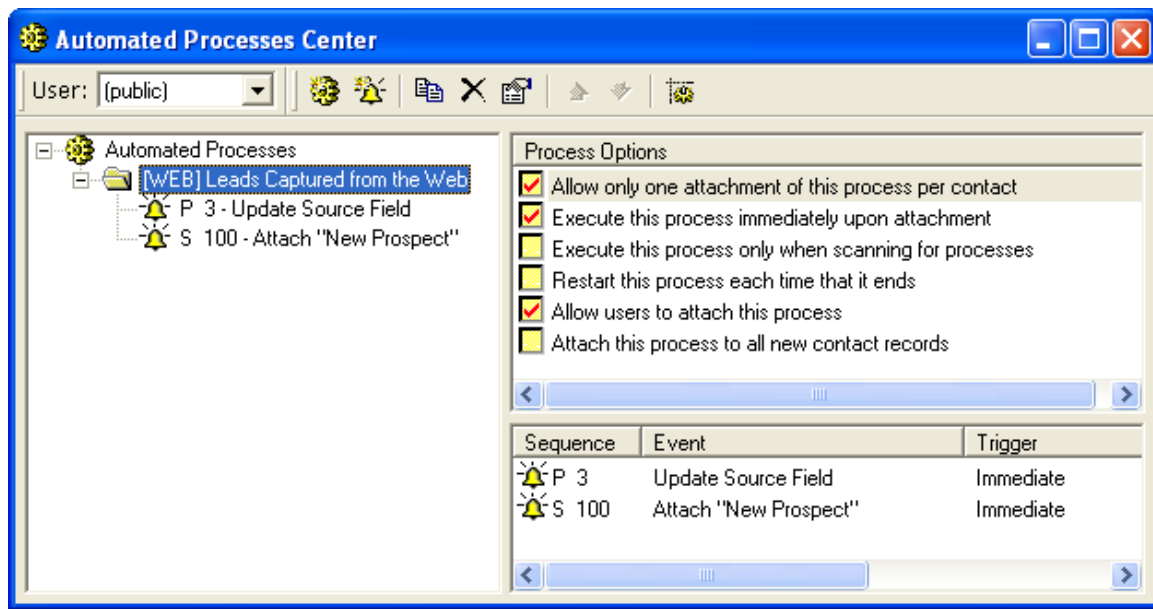 Automated Processes Center
User: (public)
Automated Processes
[WEB] Leads Captured from the Web
P 3 - Update Source Field
S 100 - Attach "New Prospect"
Process Options
Allow only one attachment of this process per contact
Execute this process immediately upon attachment
Execute this process only when scanning for processes
Restart this process each time that it ends
Allow users to attach this process
Attach this process to all new contact records
Sequence Event Trigger
P 3 Update Source Field Immediate
S 100 Attach "New Prospect" Immediate